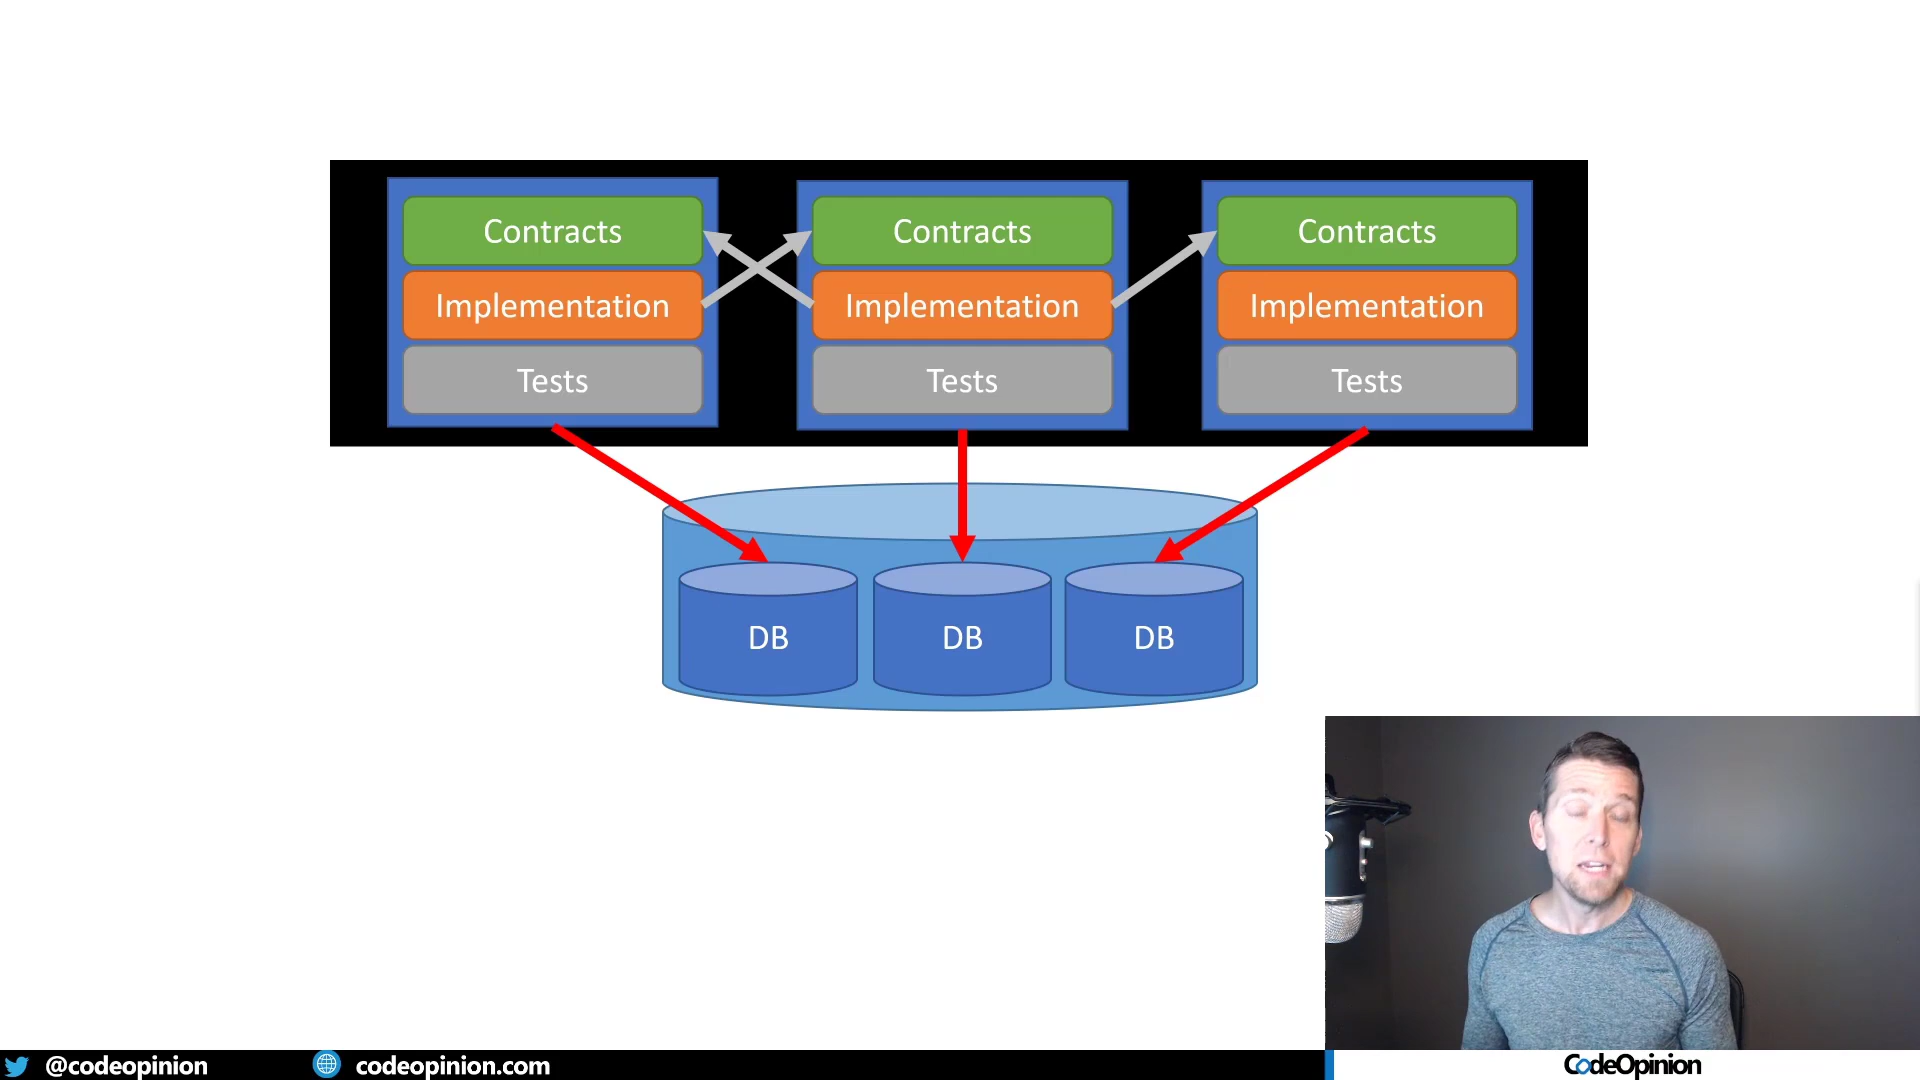 Contracts
Contracts
Contracts
Implementation
Implementation
Implementation
Tests
Tests
Tests
DB
DB
DB
@codeopinion
codeopinion.com
CodeOpinion